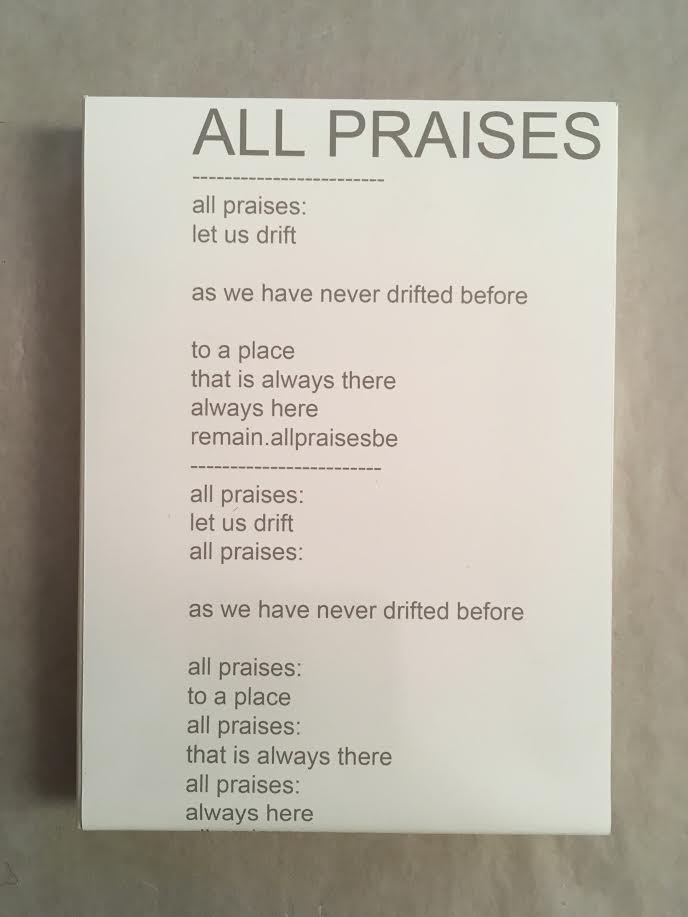 ALL PRAISES
------------------------
all praises:
let us drift
as we have never drifted before
to a place
that is always there
always here
remain.allpraisesbe
------------------------
all praises:
let us drift
all praises:
as we have never drifted before
all praises:
to a place
all praises:
that is always there
all praises:
always here